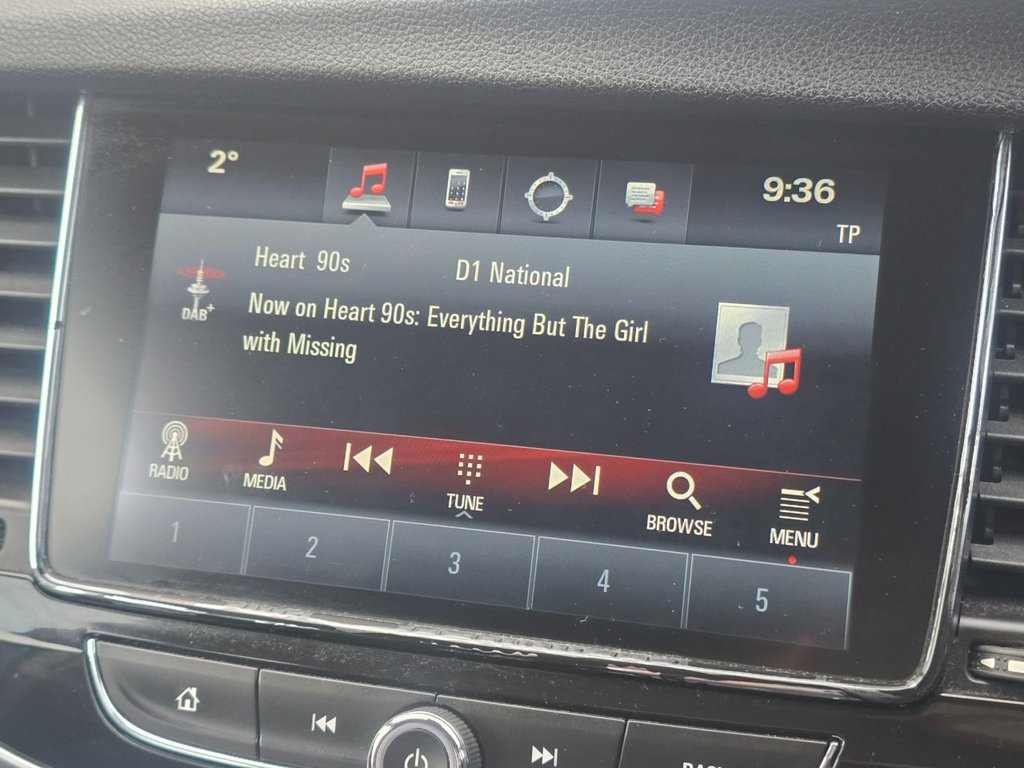 2° 9:36
TP
Heart 90s D1 National
DAB+
Now on Heart 90s: Everything But The Girl
with Missing
RADIO MEDIA TUNE BROWSE MENU
1 2 3 4 5